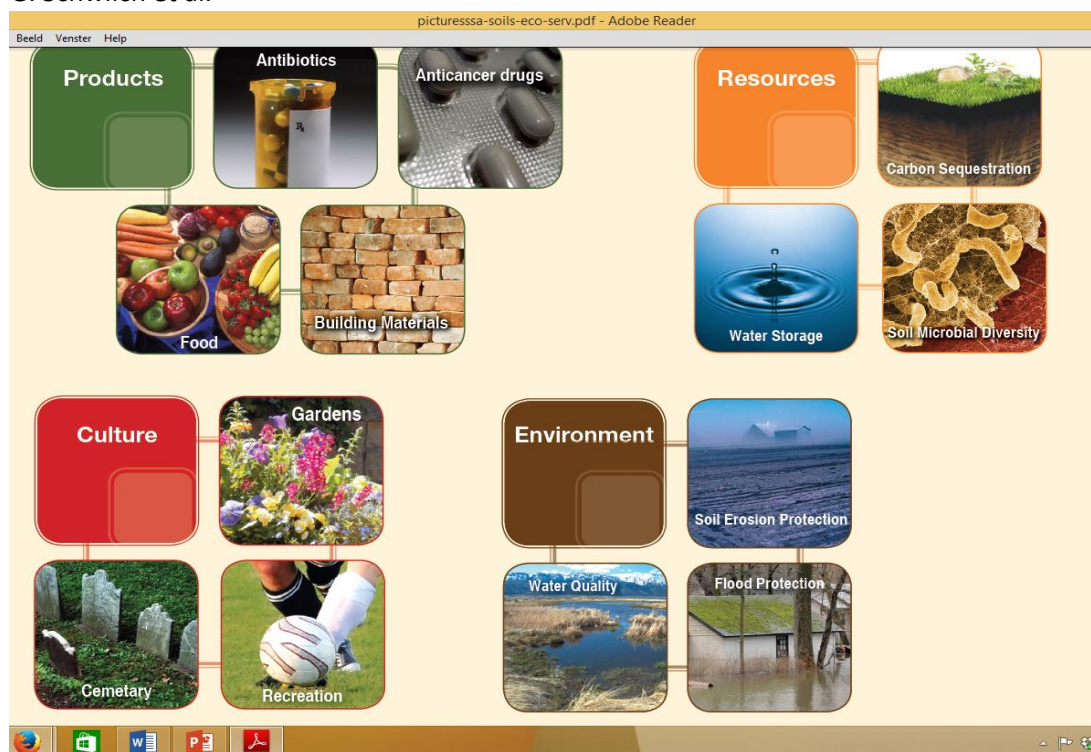 picturesssa-soils-eco-serv.pdf - Adobe Reader
Beeld Venster Help
Products
Antibiotics
Anticancer drugs
Food
Building Materials
Resources
Carbon Sequestration
Water Storage
Soil Microbial Diversity
Culture
Gardens
Cemetary
Recreation
Environment
Soil Erosion Protection
Water Quality
Flood Protection